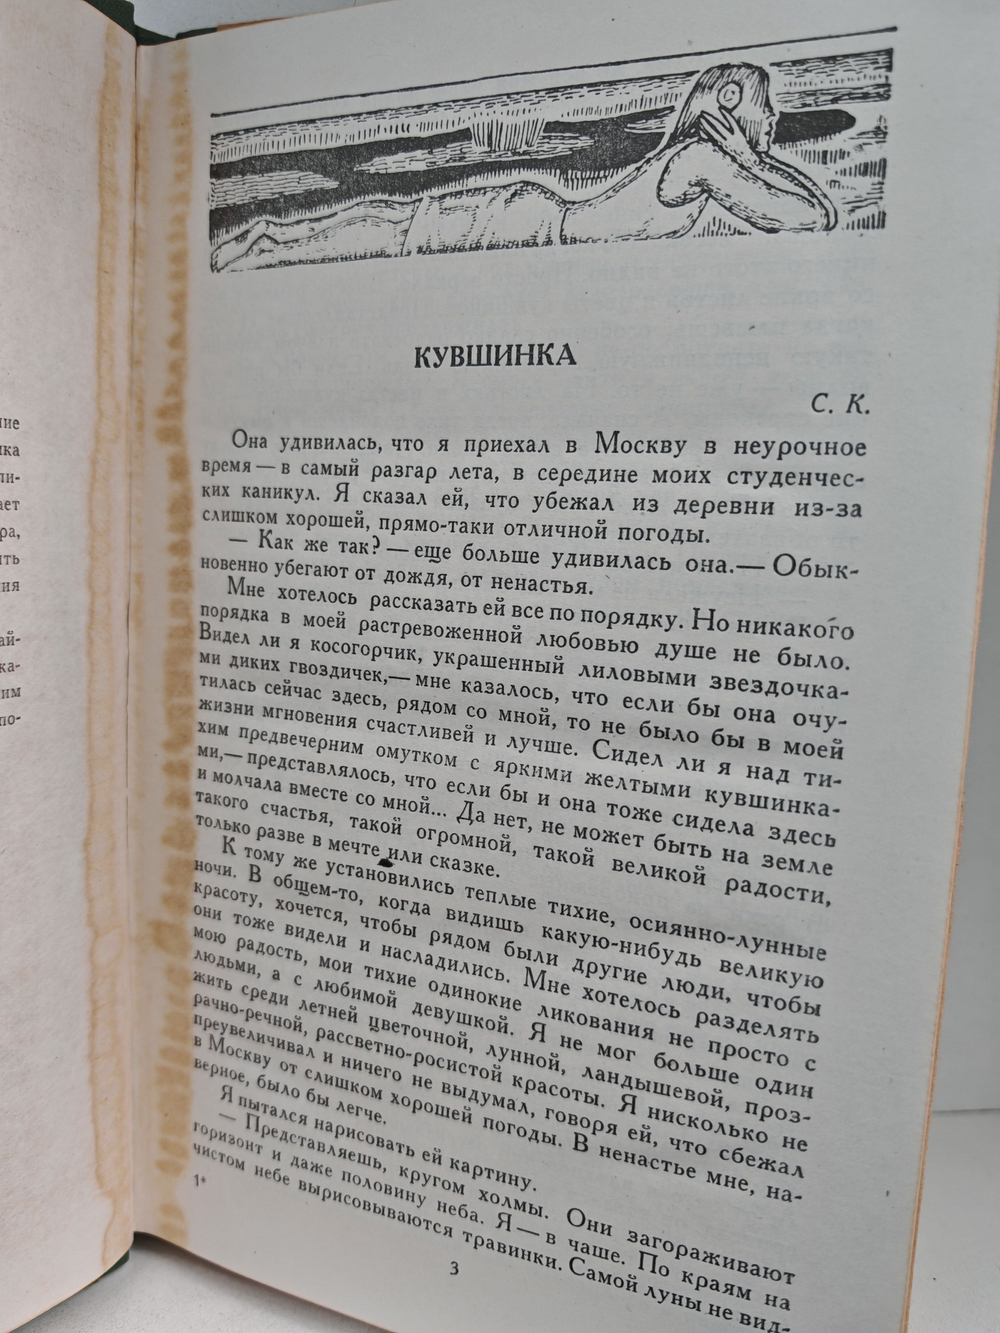 ние
ика
ли-
ает
ра,
ить
ния
ай-
ка-
им
по-
КУВШИНКА
С. К.
Она удивилась, что я приехал в Москву в неурочное
время — в самый разгар лета, в середине моих студенчес-
ких каникул. Я сказал ей, что убежал из деревни из-за
слишком хорошей, прямо-таки отличной погоды.
— Как же так? — еще больше удивилась она. — Обык-
новенно убегают от дождя, от ненастья.
Мне хотелось рассказать ей все по порядку. Но никакого
порядка в моей растревоженной любовью душе не было.
Видел ли я косогорчик, украшенный лиловыми звездочка-
ми диких гвоздичек, — мне казалось, что если бы она очу-
тилась сейчас здесь, рядом со мной, то не было бы в моей
жизни мгновения счастливей и лучше. Сидел ли я над ти-
хим предвечерним омутком с яркими желтыми кувшинка-
ми, — представлялось, что если бы и она тоже сидела здесь
и молчала вместе со мной... Да нет, не может быть на земле
такого счастья, такой огромной, такой великой радости,
только разве в мечте или сказке.
К тому же установились теплые тихие, осиянно-лунные
ночи. В общем-то, когда видишь какую-нибудь великую
красоту, хочется, чтобы рядом были другие люди, чтобы
они тоже видели и насладились. Мне хотелось разделять
мою радость, мои тихие одинокие ликования не просто с
людьми, а с любимой девушкой. Я не мог больше один
жить среди летней цветочной, лунной, ландышевой, проз-
рачно-речной, рассветно-росистой красоты. Я нисколько не
преувеличивал и ничего не выдумал, говоря ей, что сбежал
в Москву от слишком хорошей погоды. В ненастье мне, на-
верное, было бы легче.
Я пытался нарисовать ей картину.
— Представляешь, кругом холмы. Они загораживают
горизонт и даже половину неба. Я — в чаше. По краям на
чистом небе вырисовываются травинки. Самой луны не вид-
1*
3